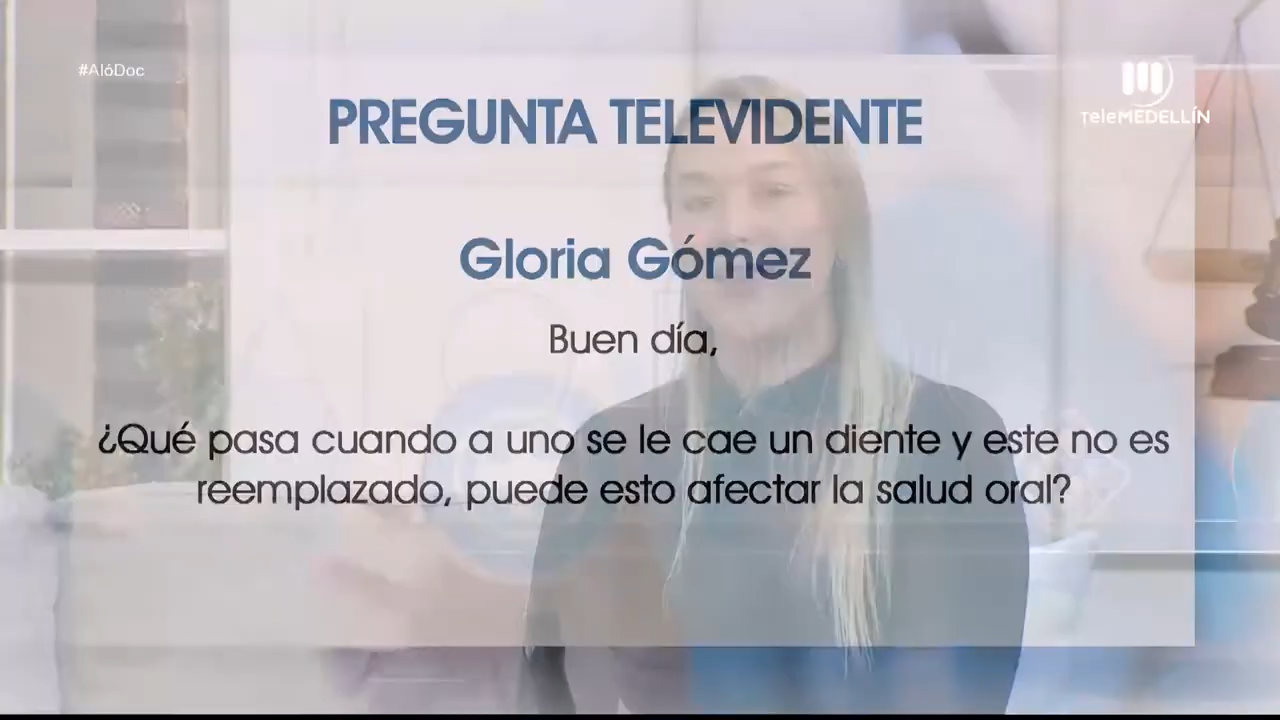 #AlóDoc
TeleMEDELLÍN
PREGUNTA TELEVIDENTE
Gloria Gómez
Buen día,
¿Qué pasa cuando a uno se le cae un diente y este no es
reemplazado, puede esto afectar la salud oral?